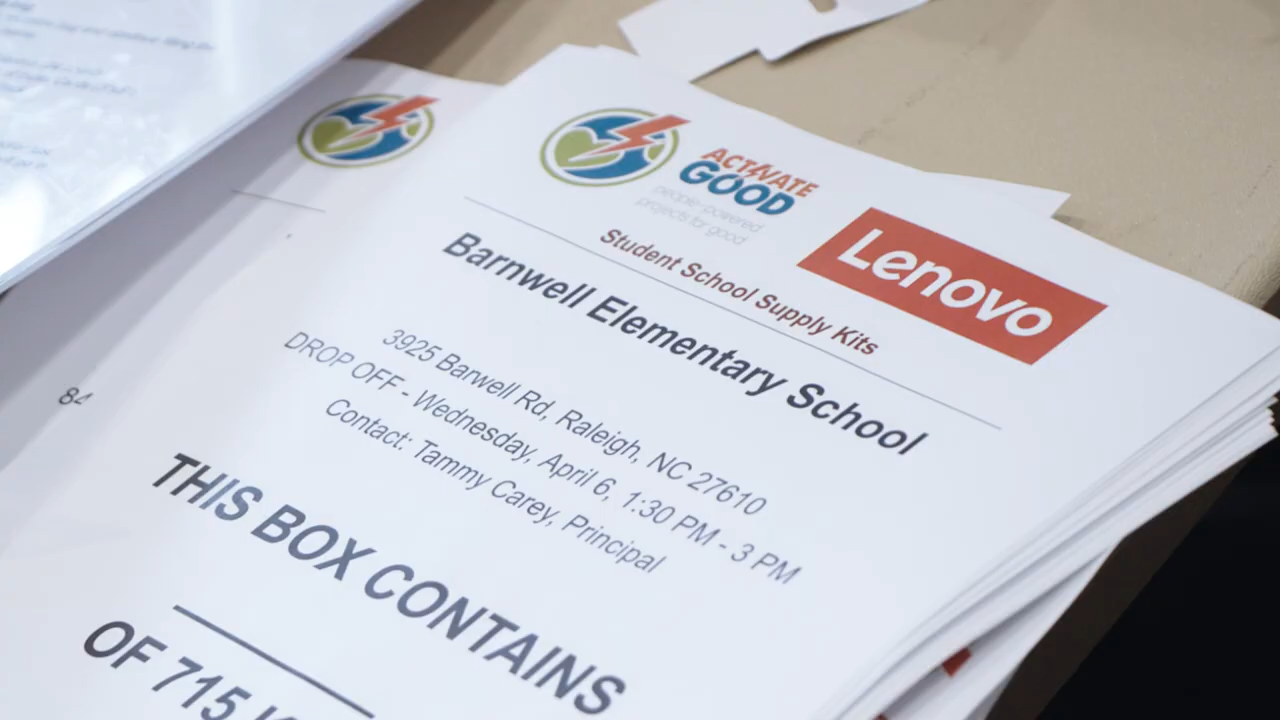 ACTIVATE
GOOD
people-powered
projects for good
Lenovo
Student School Supply Kits
Barnwell Elementary School
3925 Barwell Rd, Raleigh, NC 27610
DROP OFF - Wednesday, April 6, 1:30 PM - 3 PM
Contact: Tammy Carey, Principal
THIS BOX CONTAINS
OF 715
84